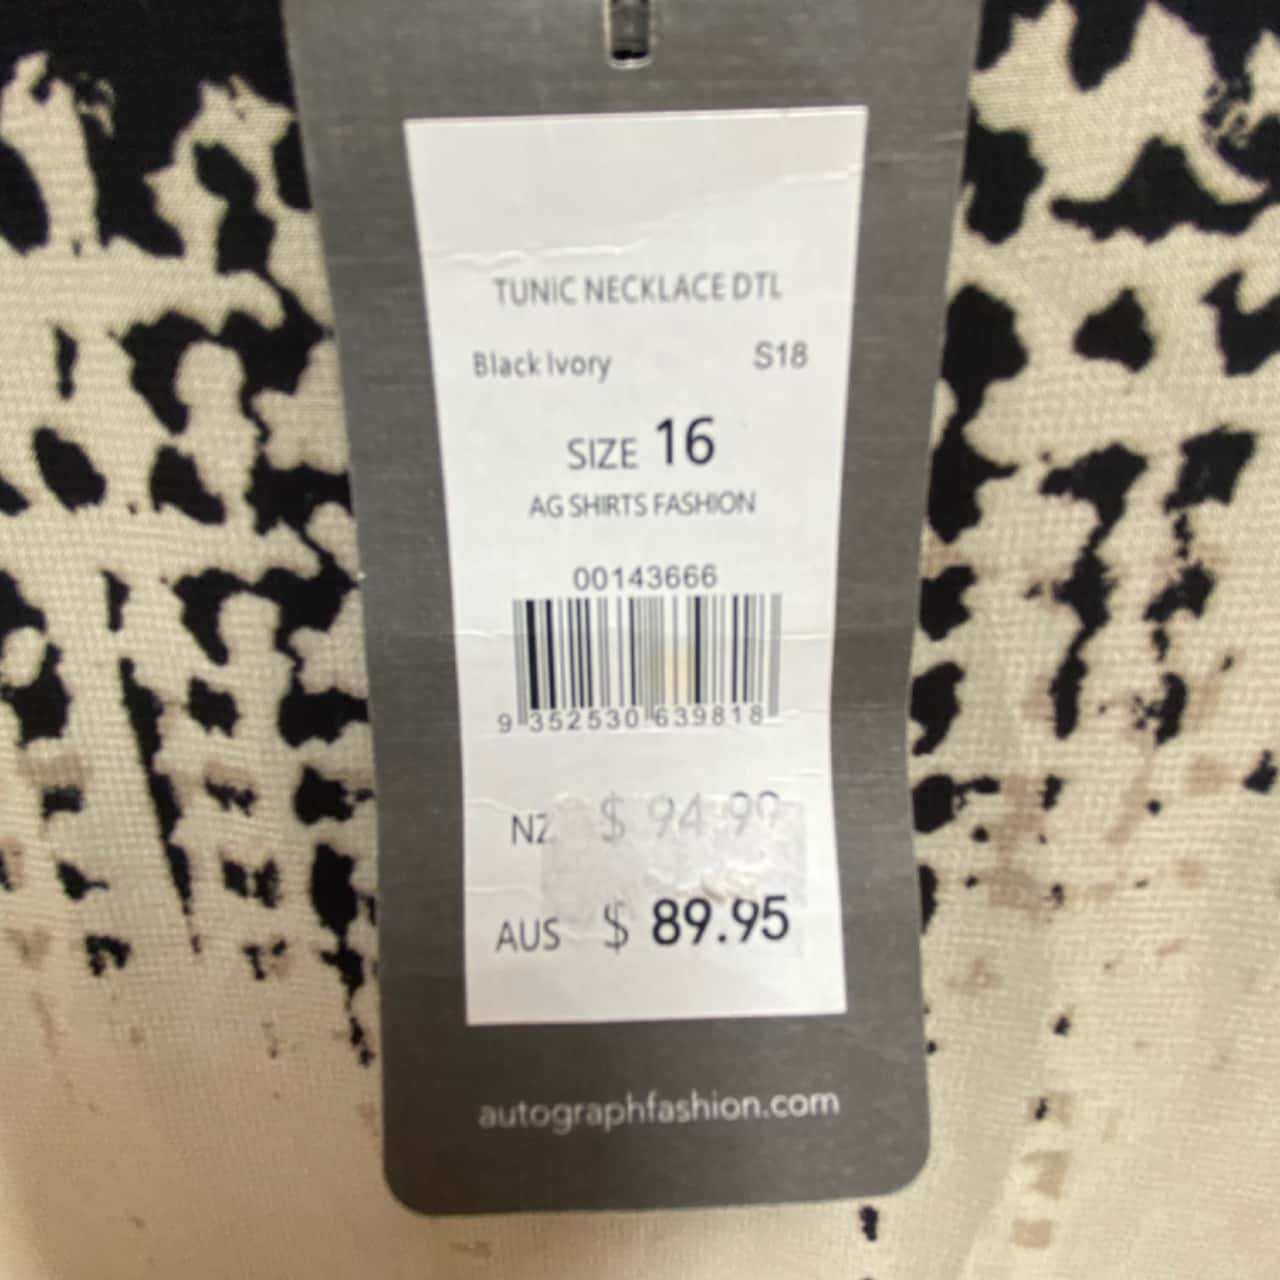 TUNIC NECKLACE DTL
Black Ivory S18
SIZE 16
AG SHIRTS FASHION
00143666
9 352530 639818
NZ $ 94.99
AUS $ 89.95
autographfashion.com